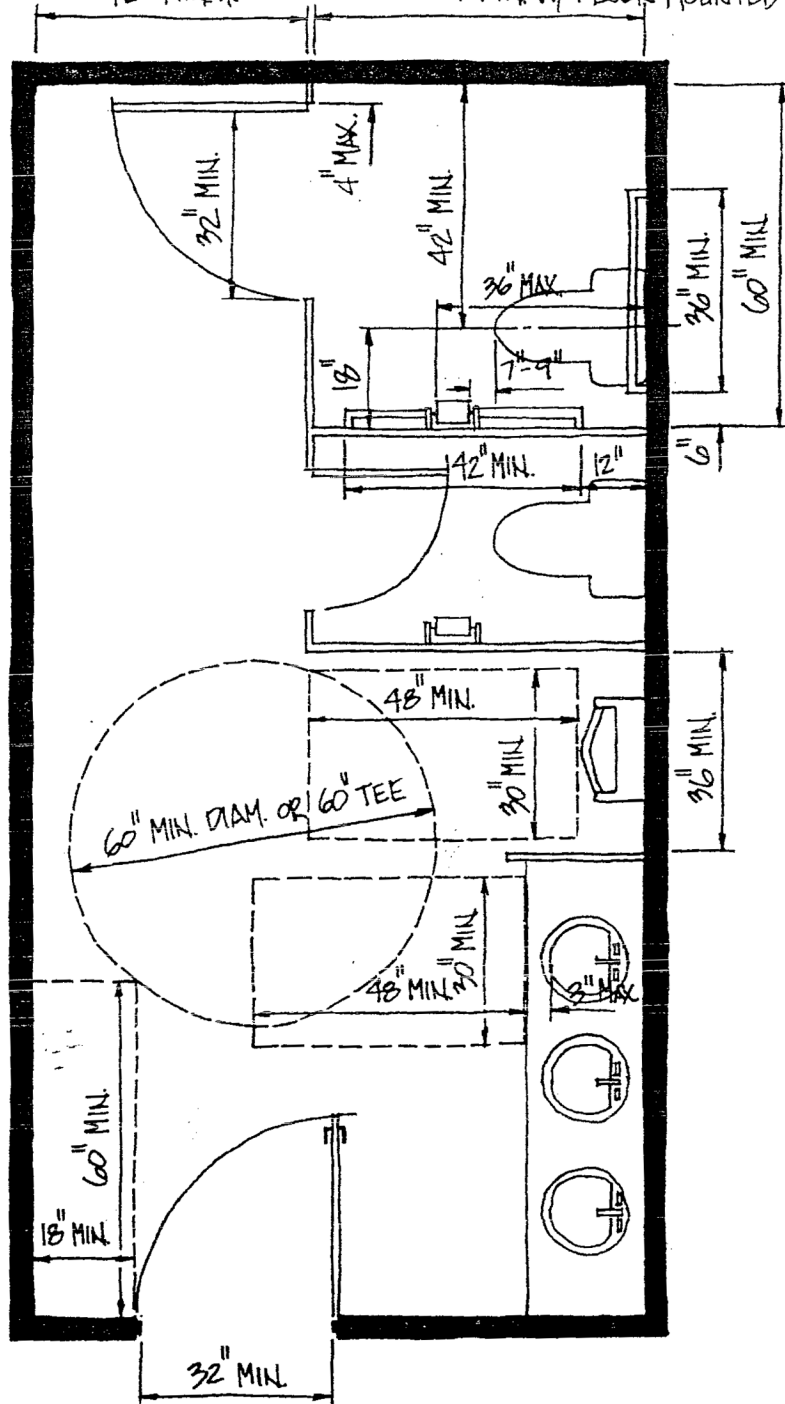 MOUNTED
4" MAX.
32" MIN.
42" MIN.
36" MAX.
36" MIN.
60" MIN
18"
7"-9"
42" MIN.
12"
6"
48" MIN.
30" MIN
36" MIN.
60" MIN. DIAM. OR 60" TEE
48" MIN.
30" MIN
3" MAX
60" MIN.
18" MIN.
32" MIN.